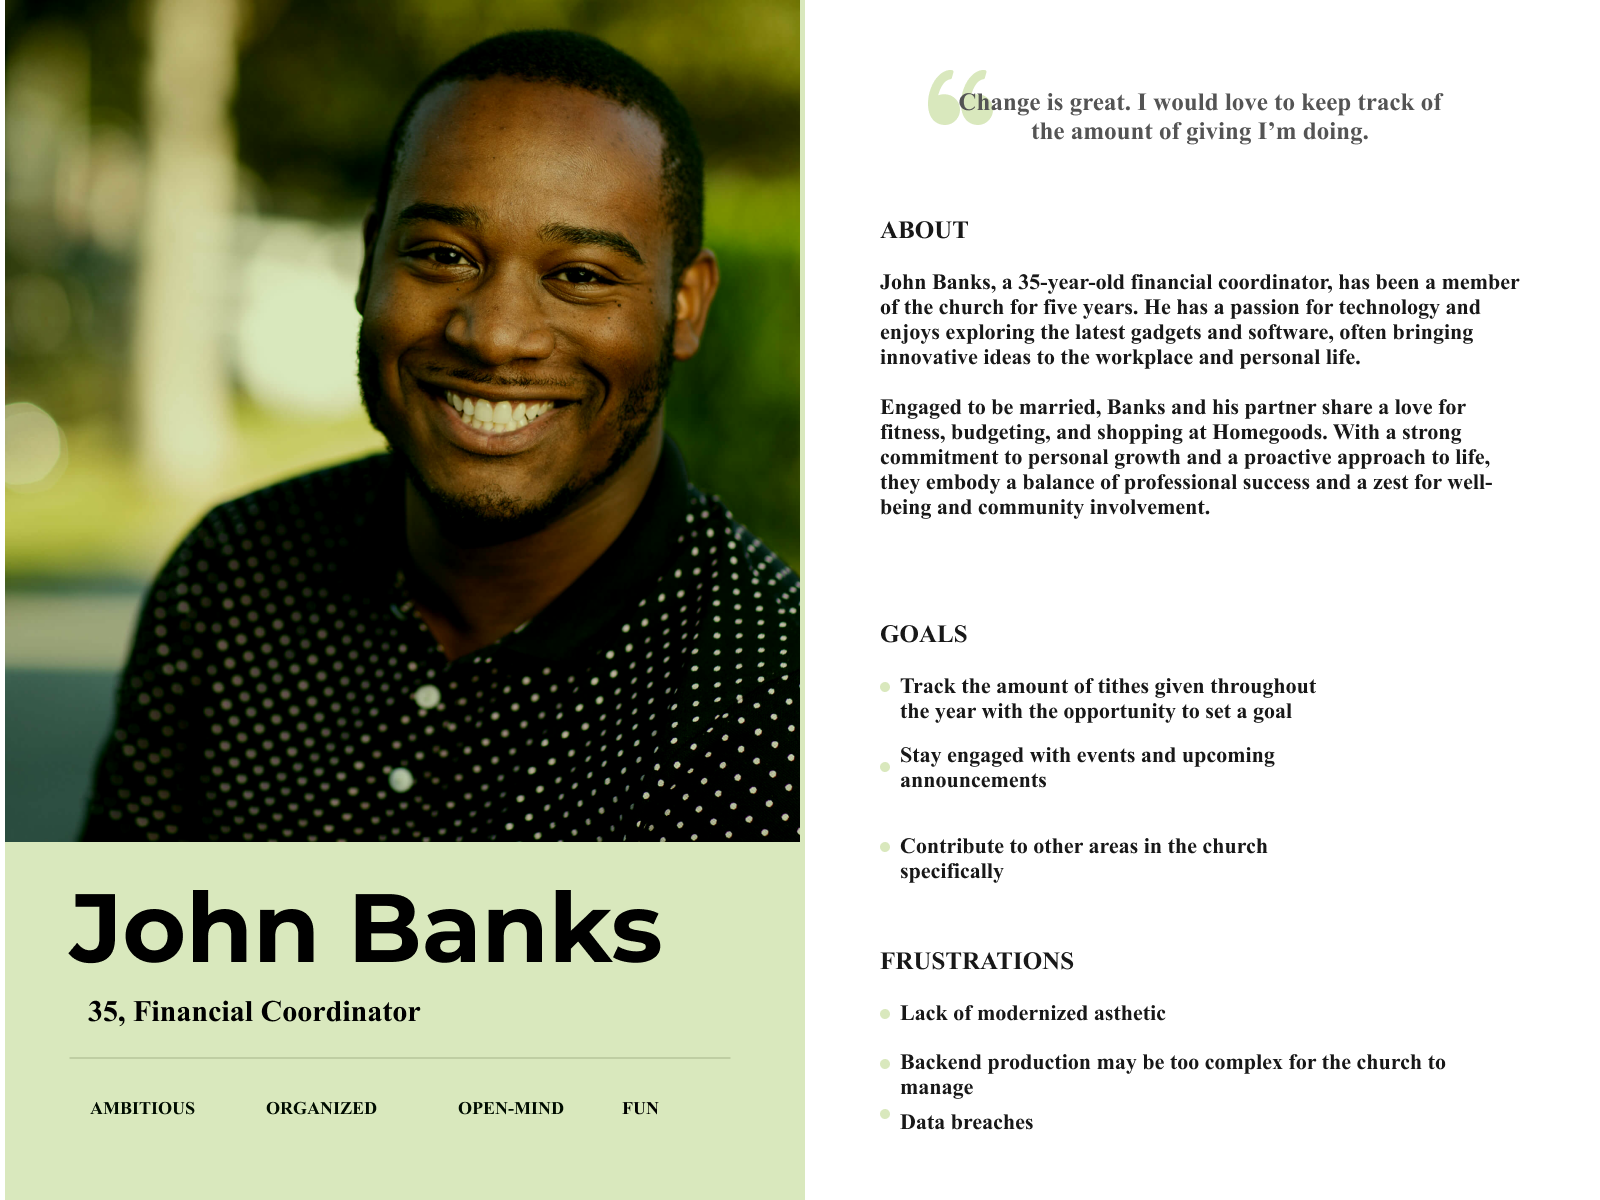 “
Change is great. I would love to keep track of
the amount of giving I’m doing.
ABOUT
John Banks, a 35-year-old financial coordinator, has been a member
of the church for five years. He has a passion for technology and
enjoys exploring the latest gadgets and software, often bringing
innovative ideas to the workplace and personal life.
Engaged to be married, Banks and his partner share a love for
fitness, budgeting, and shopping at Homegoods. With a strong
commitment to personal growth and a proactive approach to life,
they embody a balance of professional success and a zest for well-
being and community involvement.
GOALS
Track the amount of tithes given throughout
the year with the opportunity to set a goal
Stay engaged with events and upcoming
announcements
Contribute to other areas in the church
specifically
FRUSTRATIONS
Lack of modernized asthetic
Backend production may be too complex for the church to
manage
Data breaches
John Banks
35, Financial Coordinator
AMBITIOUS ORGANIZED OPEN-MIND FUN